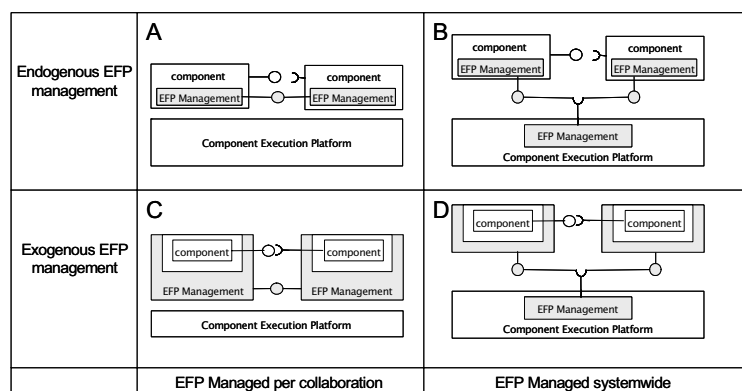 Endogenous EFP
management
A
component
component
EFP Management
EFP Management
Component Execution Platform
B
component
component
EFP Management
EFP Management
EFP Management
Component Execution Platform
Exogenous EFP
management
C
component
component
EFP Management
EFP Management
Component Execution Platform
D
component
component
EFP Management
Component Execution Platform
EFP Managed per collaboration
EFP Managed systemwide